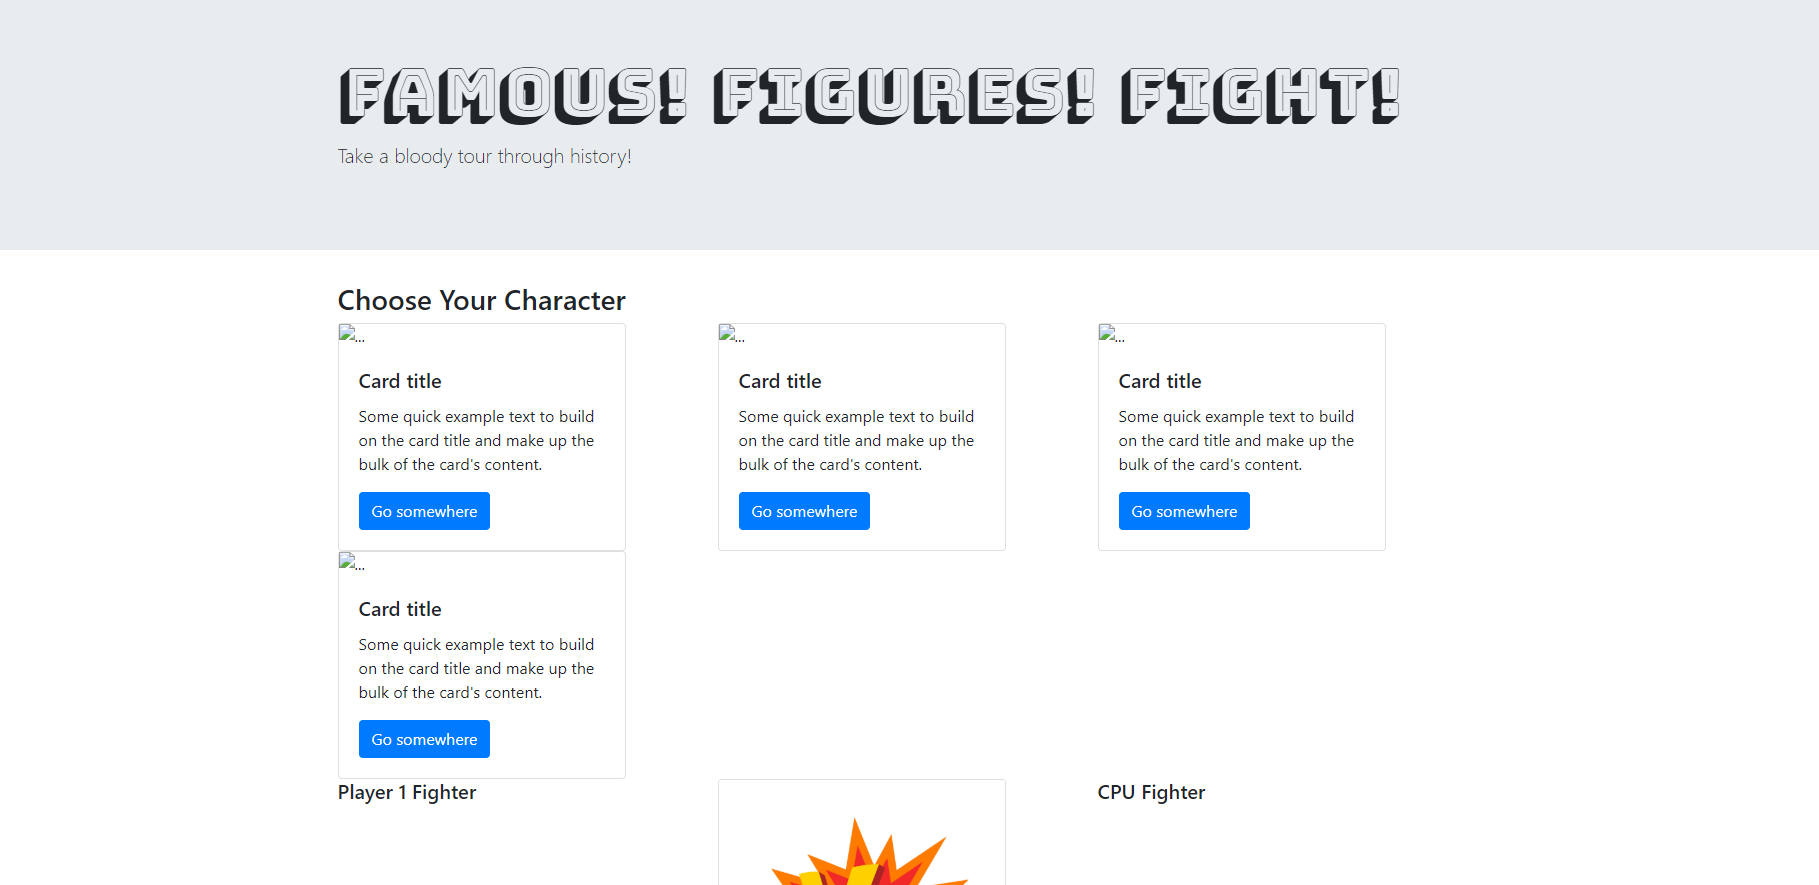 FAMOUS! FIGURES! FIGHT!
Take a bloody tour through history!
Choose Your Character
...
Card title
Some quick example text to build
on the card title and make up the
bulk of the card's content.
Go somewhere
...
Card title
Some quick example text to build
on the card title and make up the
bulk of the card's content.
Go somewhere
...
Card title
Some quick example text to build
on the card title and make up the
bulk of the card's content.
Go somewhere
...
Card title
Some quick example text to build
on the card title and make up the
bulk of the card's content.
Go somewhere
Player 1 Fighter
CPU Fighter